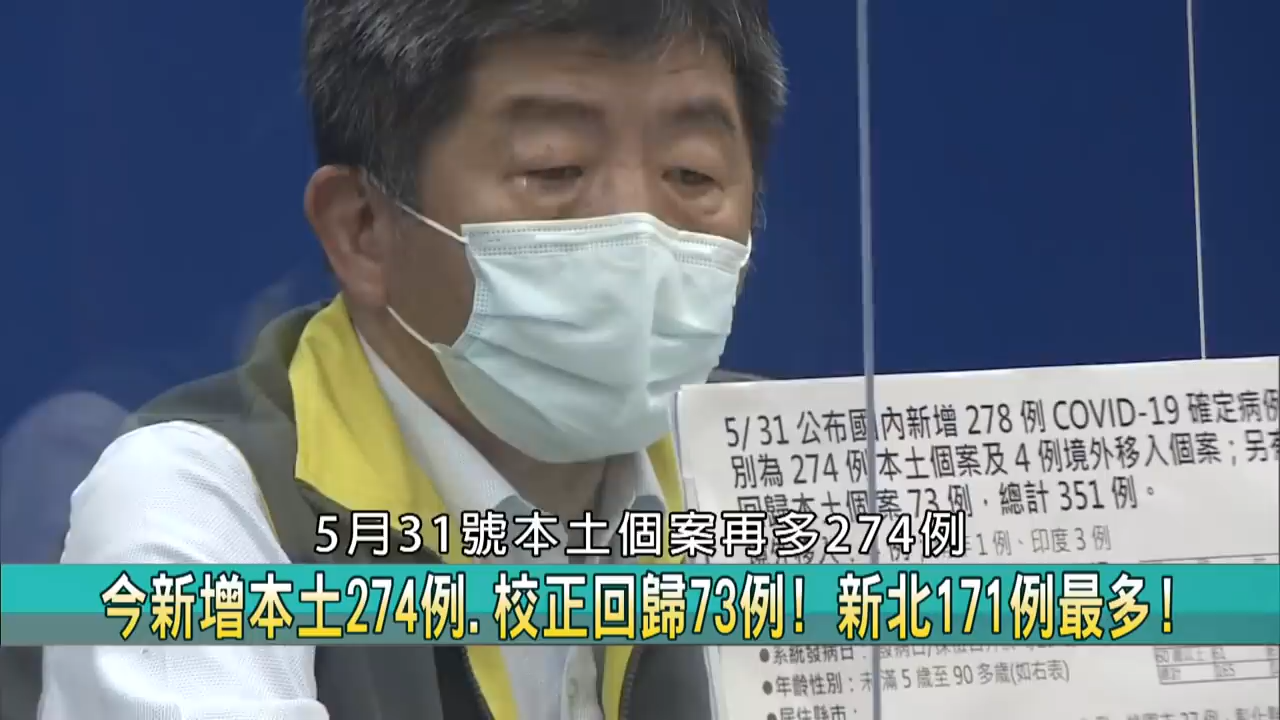 5/31公布國內新增 278 例 COVID-19 確定病例
別為 274 例本土個案及 4 例境外移入個案；另有
回歸本土個案 73 例，總計 351 例。
1例、印度3例
5月31號本土個案再多274例
今新增本土274例.校正回歸73例! 新北171例最多!
●系統發病日：
●年齡性別：未滿5歲至90多歲(如右表)
●居住縣市：